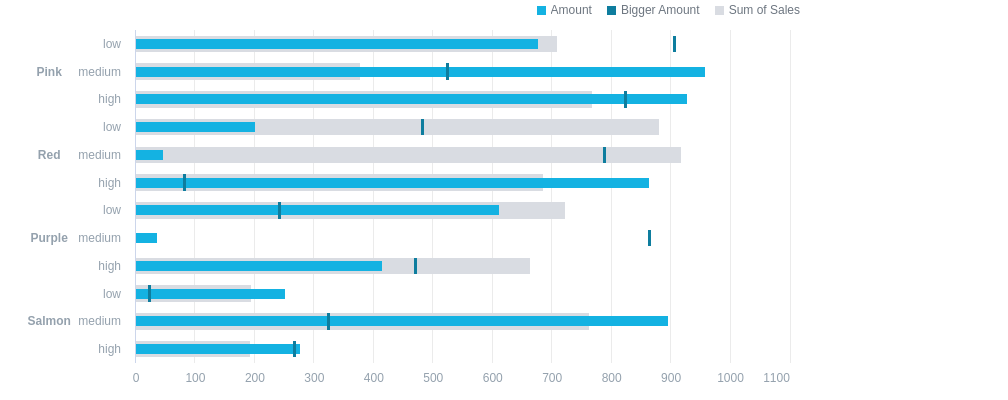 Amount Bigger Amount Sum of Sales
low
Pink medium
high
low
Red medium
high
low
Purple medium
high
low
Salmon medium
high
0 100 200 300 400 500 600 700 800 900 1000 1100